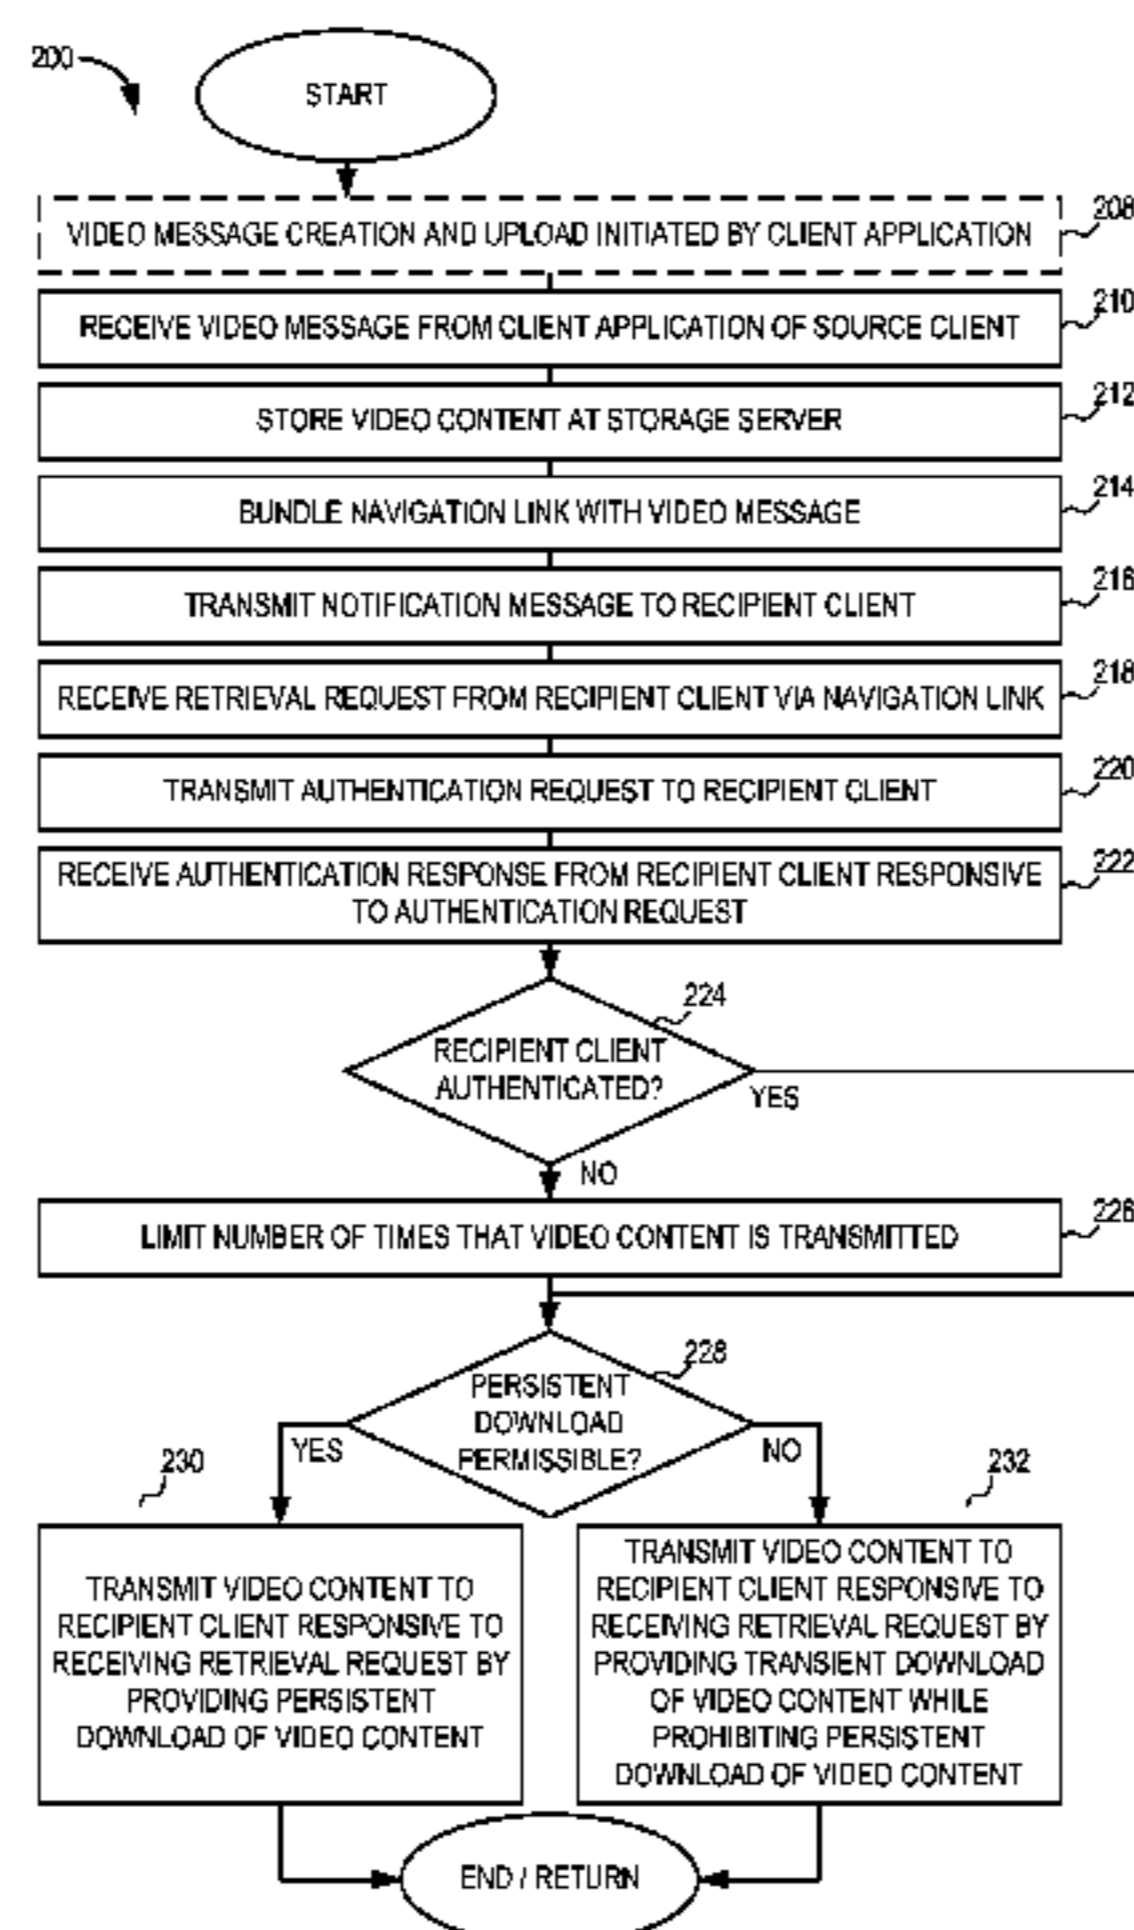 200
START
VIDEO MESSAGE CREATION AND UPLOAD INITIATED BY CLIENT APPLICATION
208
RECEIVE VIDEO MESSAGE FROM CLIENT APPLICATION OF SOURCE CLIENT
210
STORE VIDEO CONTENT AT STORAGE SERVER
212
BUNDLE NAVIGATION LINK WITH VIDEO MESSAGE
214
TRANSMIT NOTIFICATION MESSAGE TO RECIPIENT CLIENT
216
RECEIVE RETRIEVAL REQUEST FROM RECIPIENT CLIENT VIA NAVIGATION LINK
218
TRANSMIT AUTHENTICATION REQUEST TO RECIPIENT CLIENT
220
RECEIVE AUTHENTICATION RESPONSE FROM RECIPIENT CLIENT RESPONSIVE
TO AUTHENTICATION REQUEST
222
224
RECIPIENT CLIENT
AUTHENTICATED?
YES
NO
LIMIT NUMBER OF TIMES THAT VIDEO CONTENT IS TRANSMITTED
226
228
PERSISTENT
DOWNLOAD
PERMISSIBLE?
YES
NO
230
TRANSMIT VIDEO CONTENT TO
RECIPIENT CLIENT RESPONSIVE TO
RECEIVING RETRIEVAL REQUEST BY
PROVIDING PERSISTENT
DOWNLOAD OF VIDEO CONTENT
232
TRANSMIT VIDEO CONTENT TO
RECIPIENT CLIENT RESPONSIVE TO
RECEIVING RETRIEVAL REQUEST BY
PROVIDING TRANSIENT DOWNLOAD
OF VIDEO CONTENT WHILE
PROHIBITING PERSISTENT
DOWNLOAD OF VIDEO CONTENT
END / RETURN